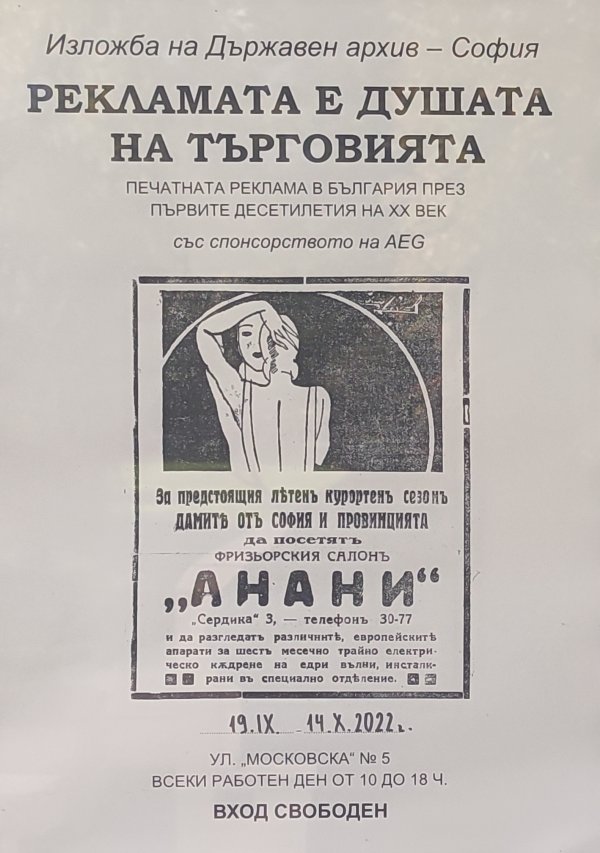 Изложба на Държавен архив – София
РЕКЛАМАТА Е ДУШАТА
НА ТЪРГОВИЯТА
ПЕЧАТНАТА РЕКЛАМА В БЪЛГАРИЯ ПРЕЗ
ПЪРВИТЕ ДЕСЕТИЛЕТИЯ НА XX ВЕК
със спонсорството на AEG
За предстоящия лѣтенъ курортенъ сезонъ
ДАМИТѢ ОТЪ СОФИЯ И ПРОВИНЦИЯТА
да посетятъ
ФРИЗЬОРСКИЯ САЛОНЪ
„АНАНИ“
„Сердика“ 3, — телефонъ 30-77
и да разгледатъ различнитѣ, европейскитѣ
апарати за шесть месечно трайно електри-
ческо кѫдрене на едри вълни, инстали-
рани въ специално отдѣление.
19.IX 14.X.2022г.
УЛ. „МОСКОВСКА“ № 5
ВСЕКИ РАБОТЕН ДЕН ОТ 10 ДО 18 Ч.
ВХОД СВОБОДЕН